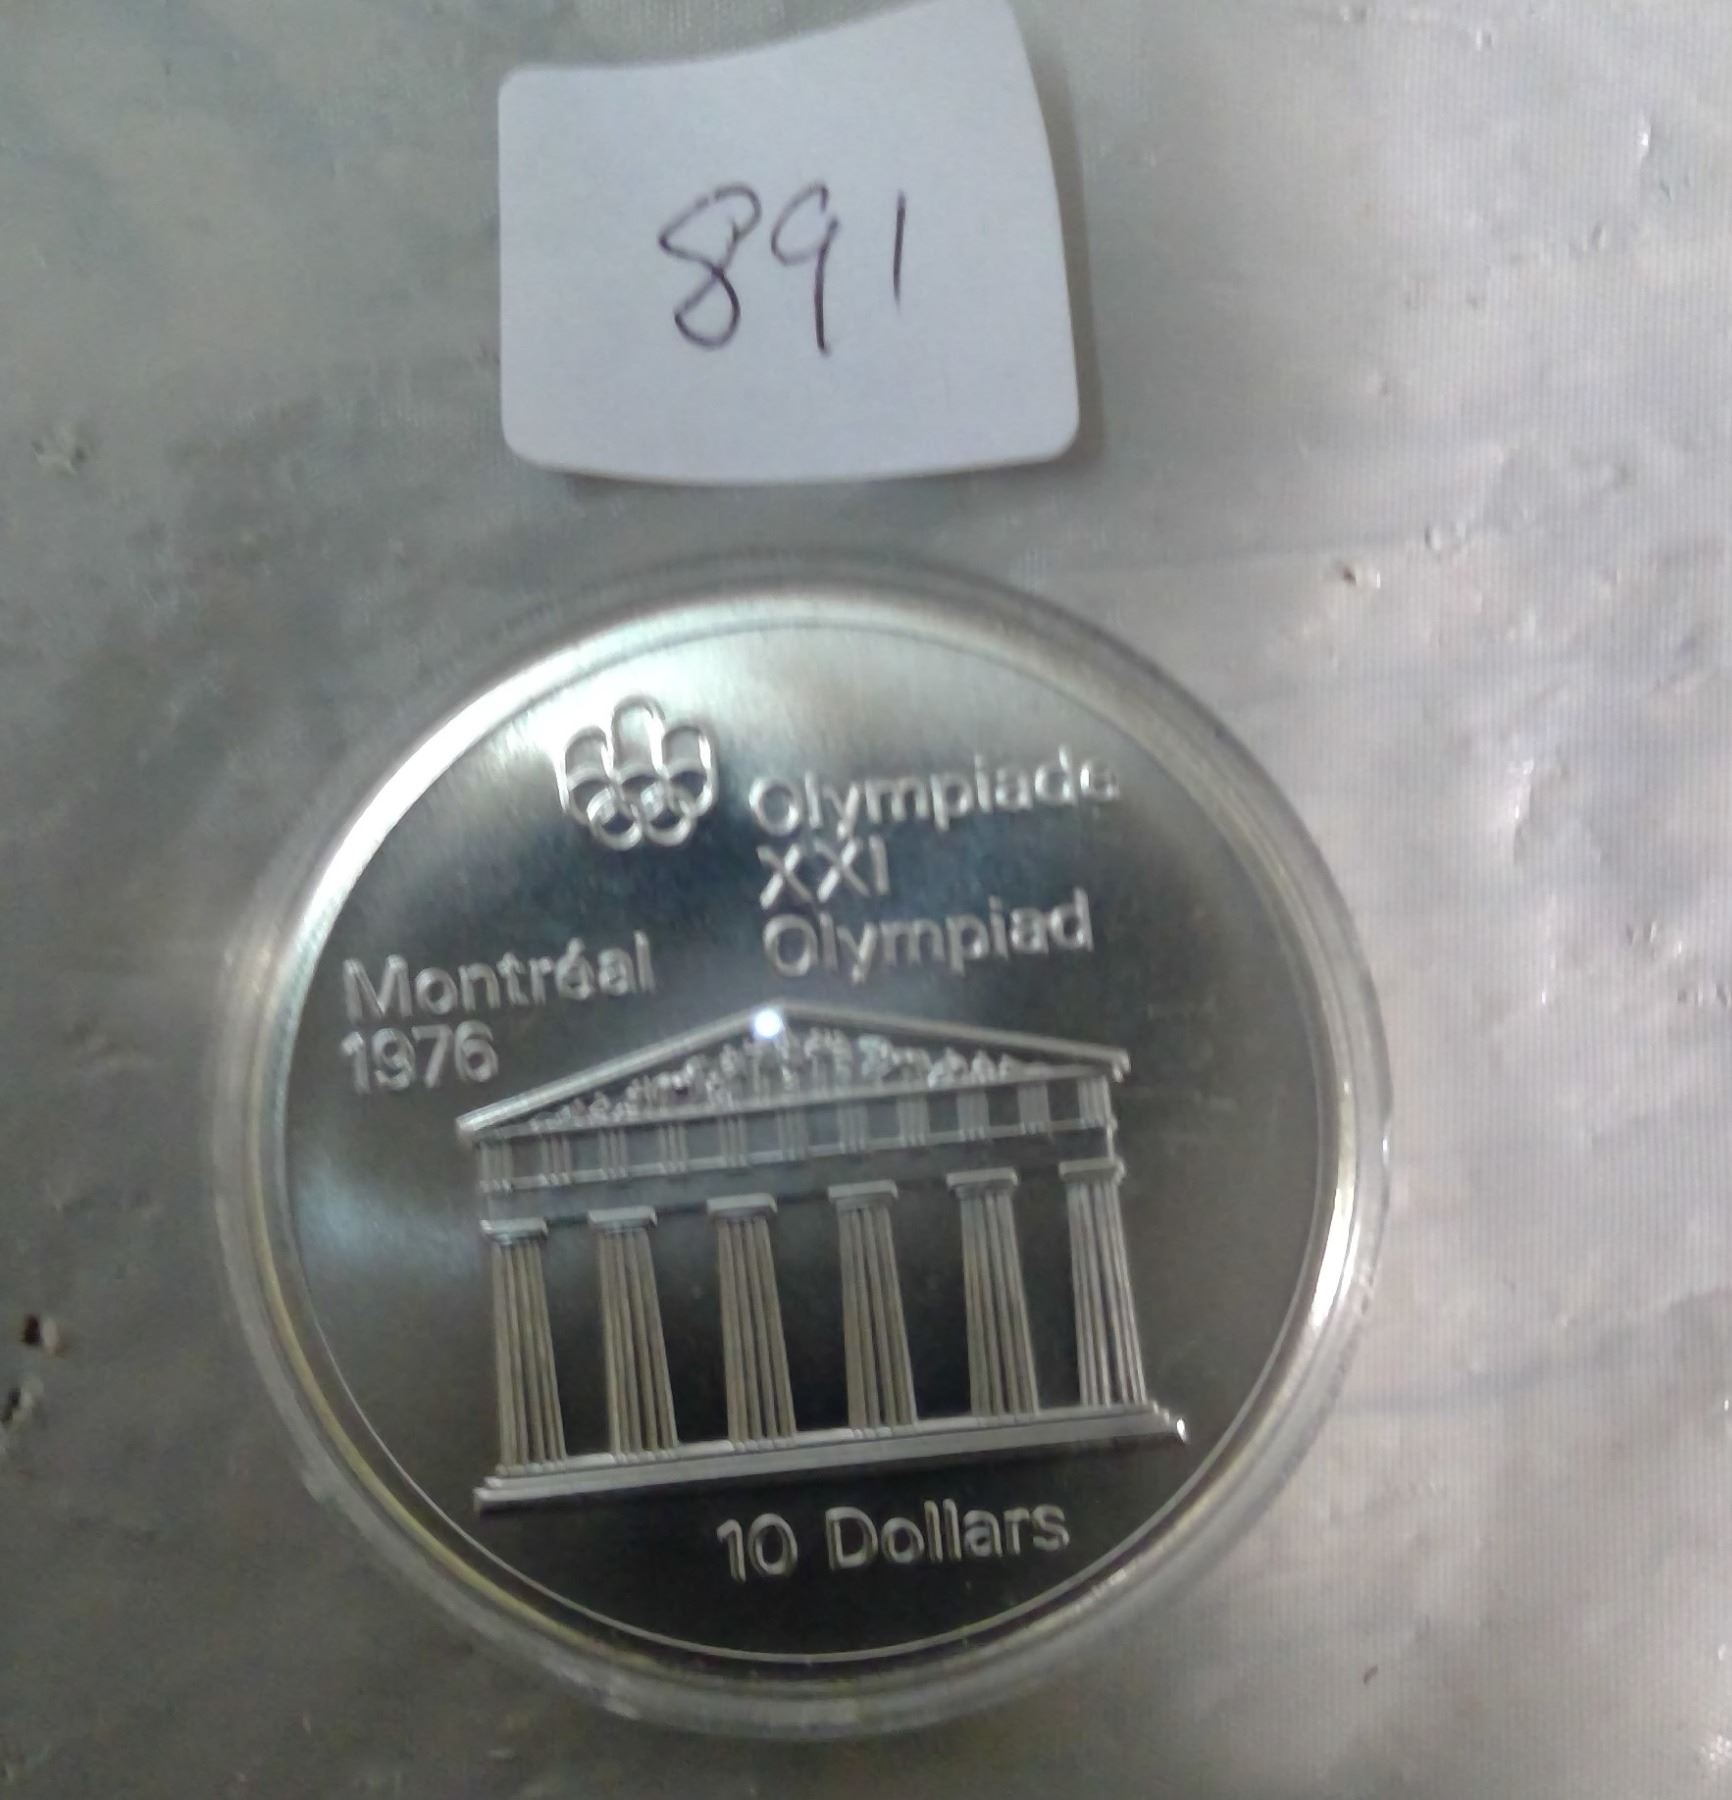 891
Olympiade
XXI
Olympiad
Montréal
1976
10 Dollars